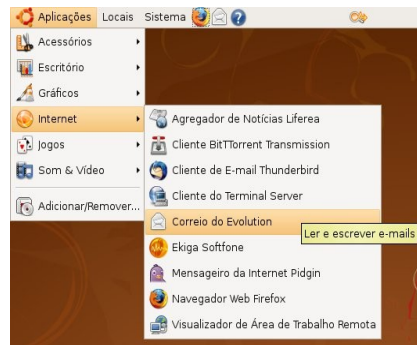 Aplicações Locais Sistema
Acessórios
Escritório
Gráficos
Internet
Jogos
Som & Vídeo
Adicionar/Remover...
Agregador de Notícias Liferea
Cliente BitTorrent Transmission
Cliente de E-mail Thunderbird
Cliente do Terminal Server
Correio do Evolution
Ler e escrever e-mails
Ekiga Softfone
Mensageiro da Internet Pidgin
Navegador Web Firefox
Visualizador de Área de Trabalho Remota